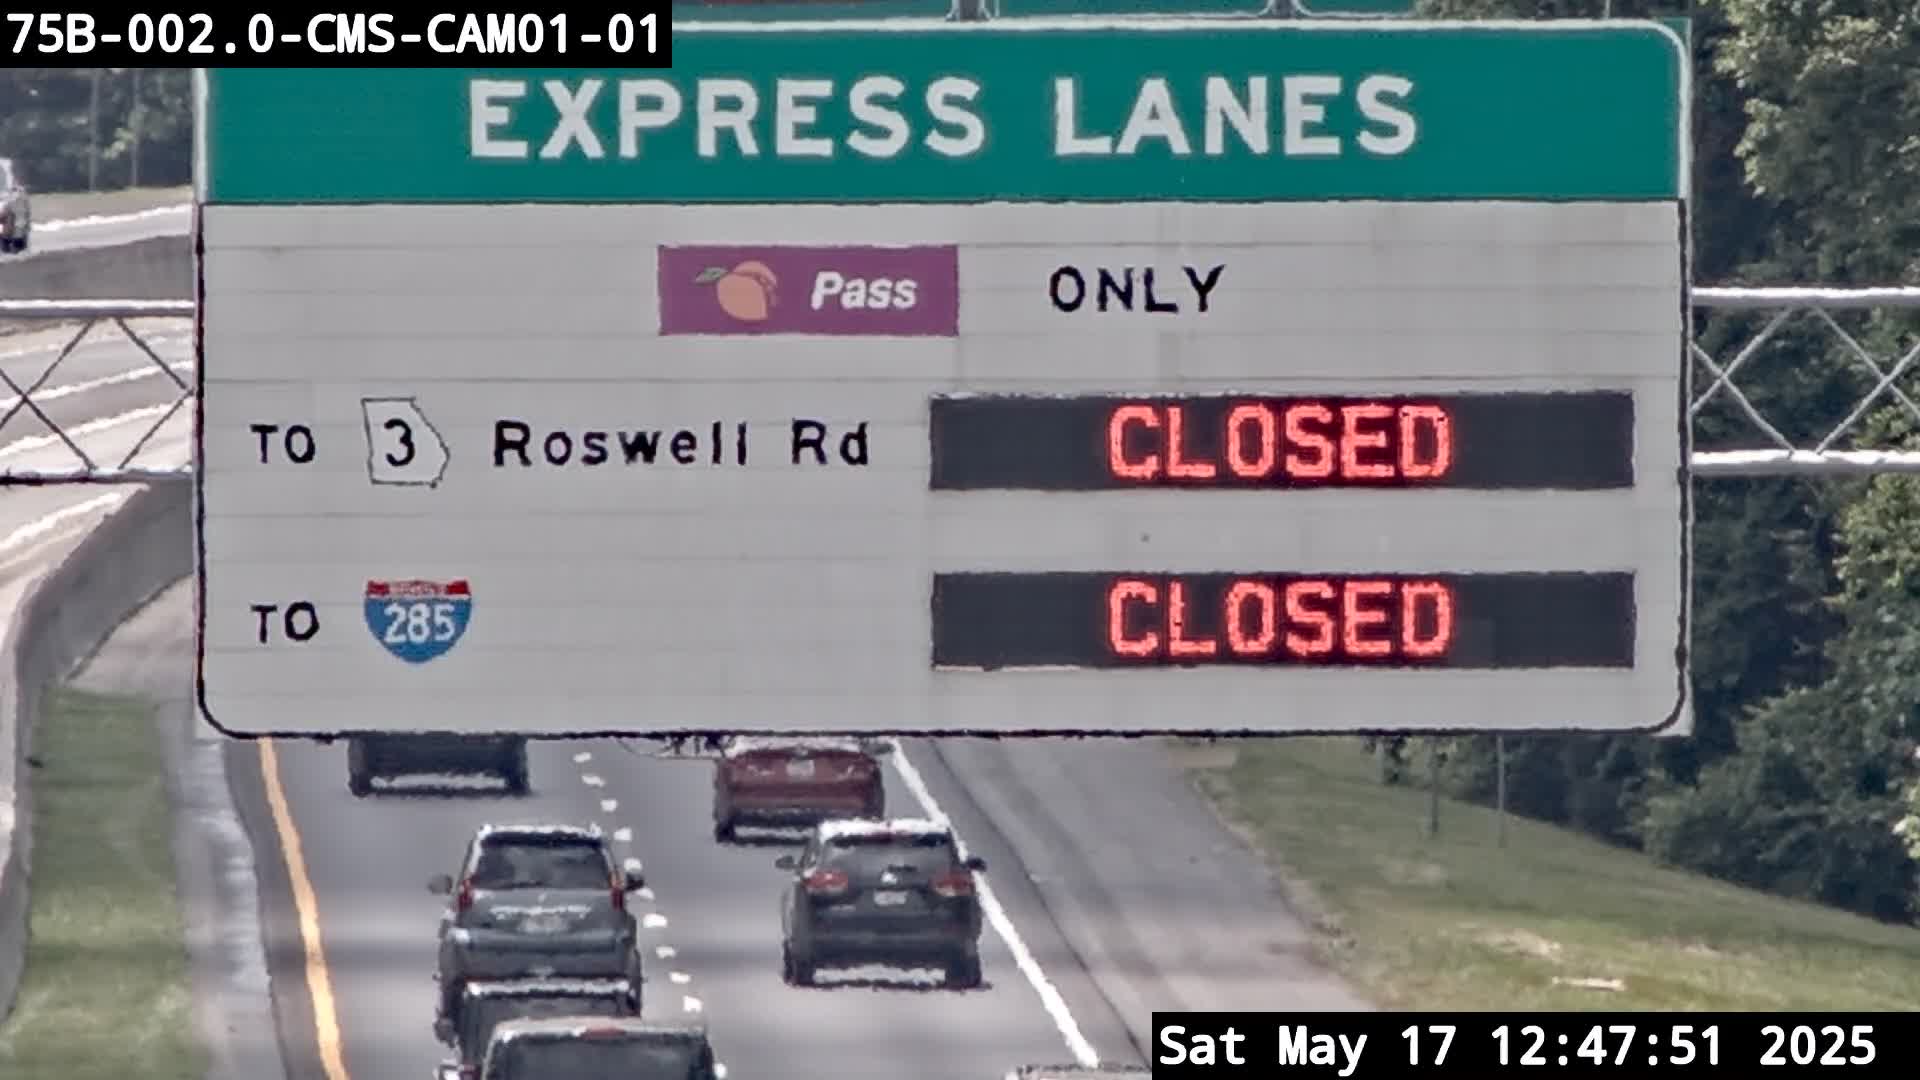 75B-002.0-CMS-CAM01-01
EXPRESS LANES
Pass ONLY
TO 3 Roswell Rd CLOSED
TO 285 CLOSED
Sat May 17 12:47:51 2025